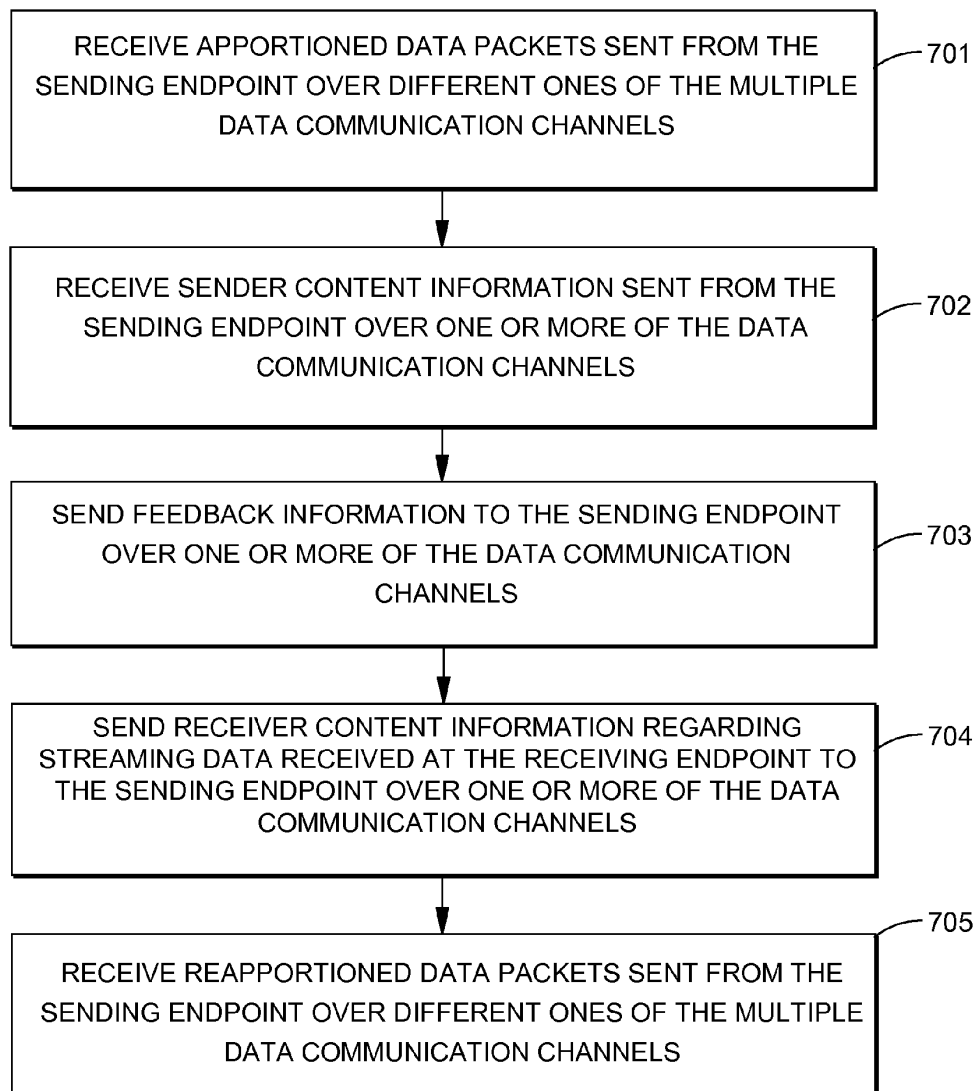 RECEIVE APPORTIONED DATA PACKETS SENT FROM THE
SENDING ENDPOINT OVER DIFFERENT ONES OF THE MULTIPLE
DATA COMMUNICATION CHANNELS
701
RECEIVE SENDER CONTENT INFORMATION SENT FROM THE
SENDING ENDPOINT OVER ONE OR MORE OF THE DATA
COMMUNICATION CHANNELS
702
SEND FEEDBACK INFORMATION TO THE SENDING ENDPOINT
OVER ONE OR MORE OF THE DATA COMMUNICATION
CHANNELS
703
SEND RECEIVER CONTENT INFORMATION REGARDING
STREAMING DATA RECEIVED AT THE RECEIVING ENDPOINT TO
THE SENDING ENDPOINT OVER ONE OR MORE OF THE DATA
COMMUNICATION CHANNELS
704
RECEIVE REAPPORTIONED DATA PACKETS SENT FROM THE
SENDING ENDPOINT OVER DIFFERENT ONES OF THE MULTIPLE
DATA COMMUNICATION CHANNELS
705